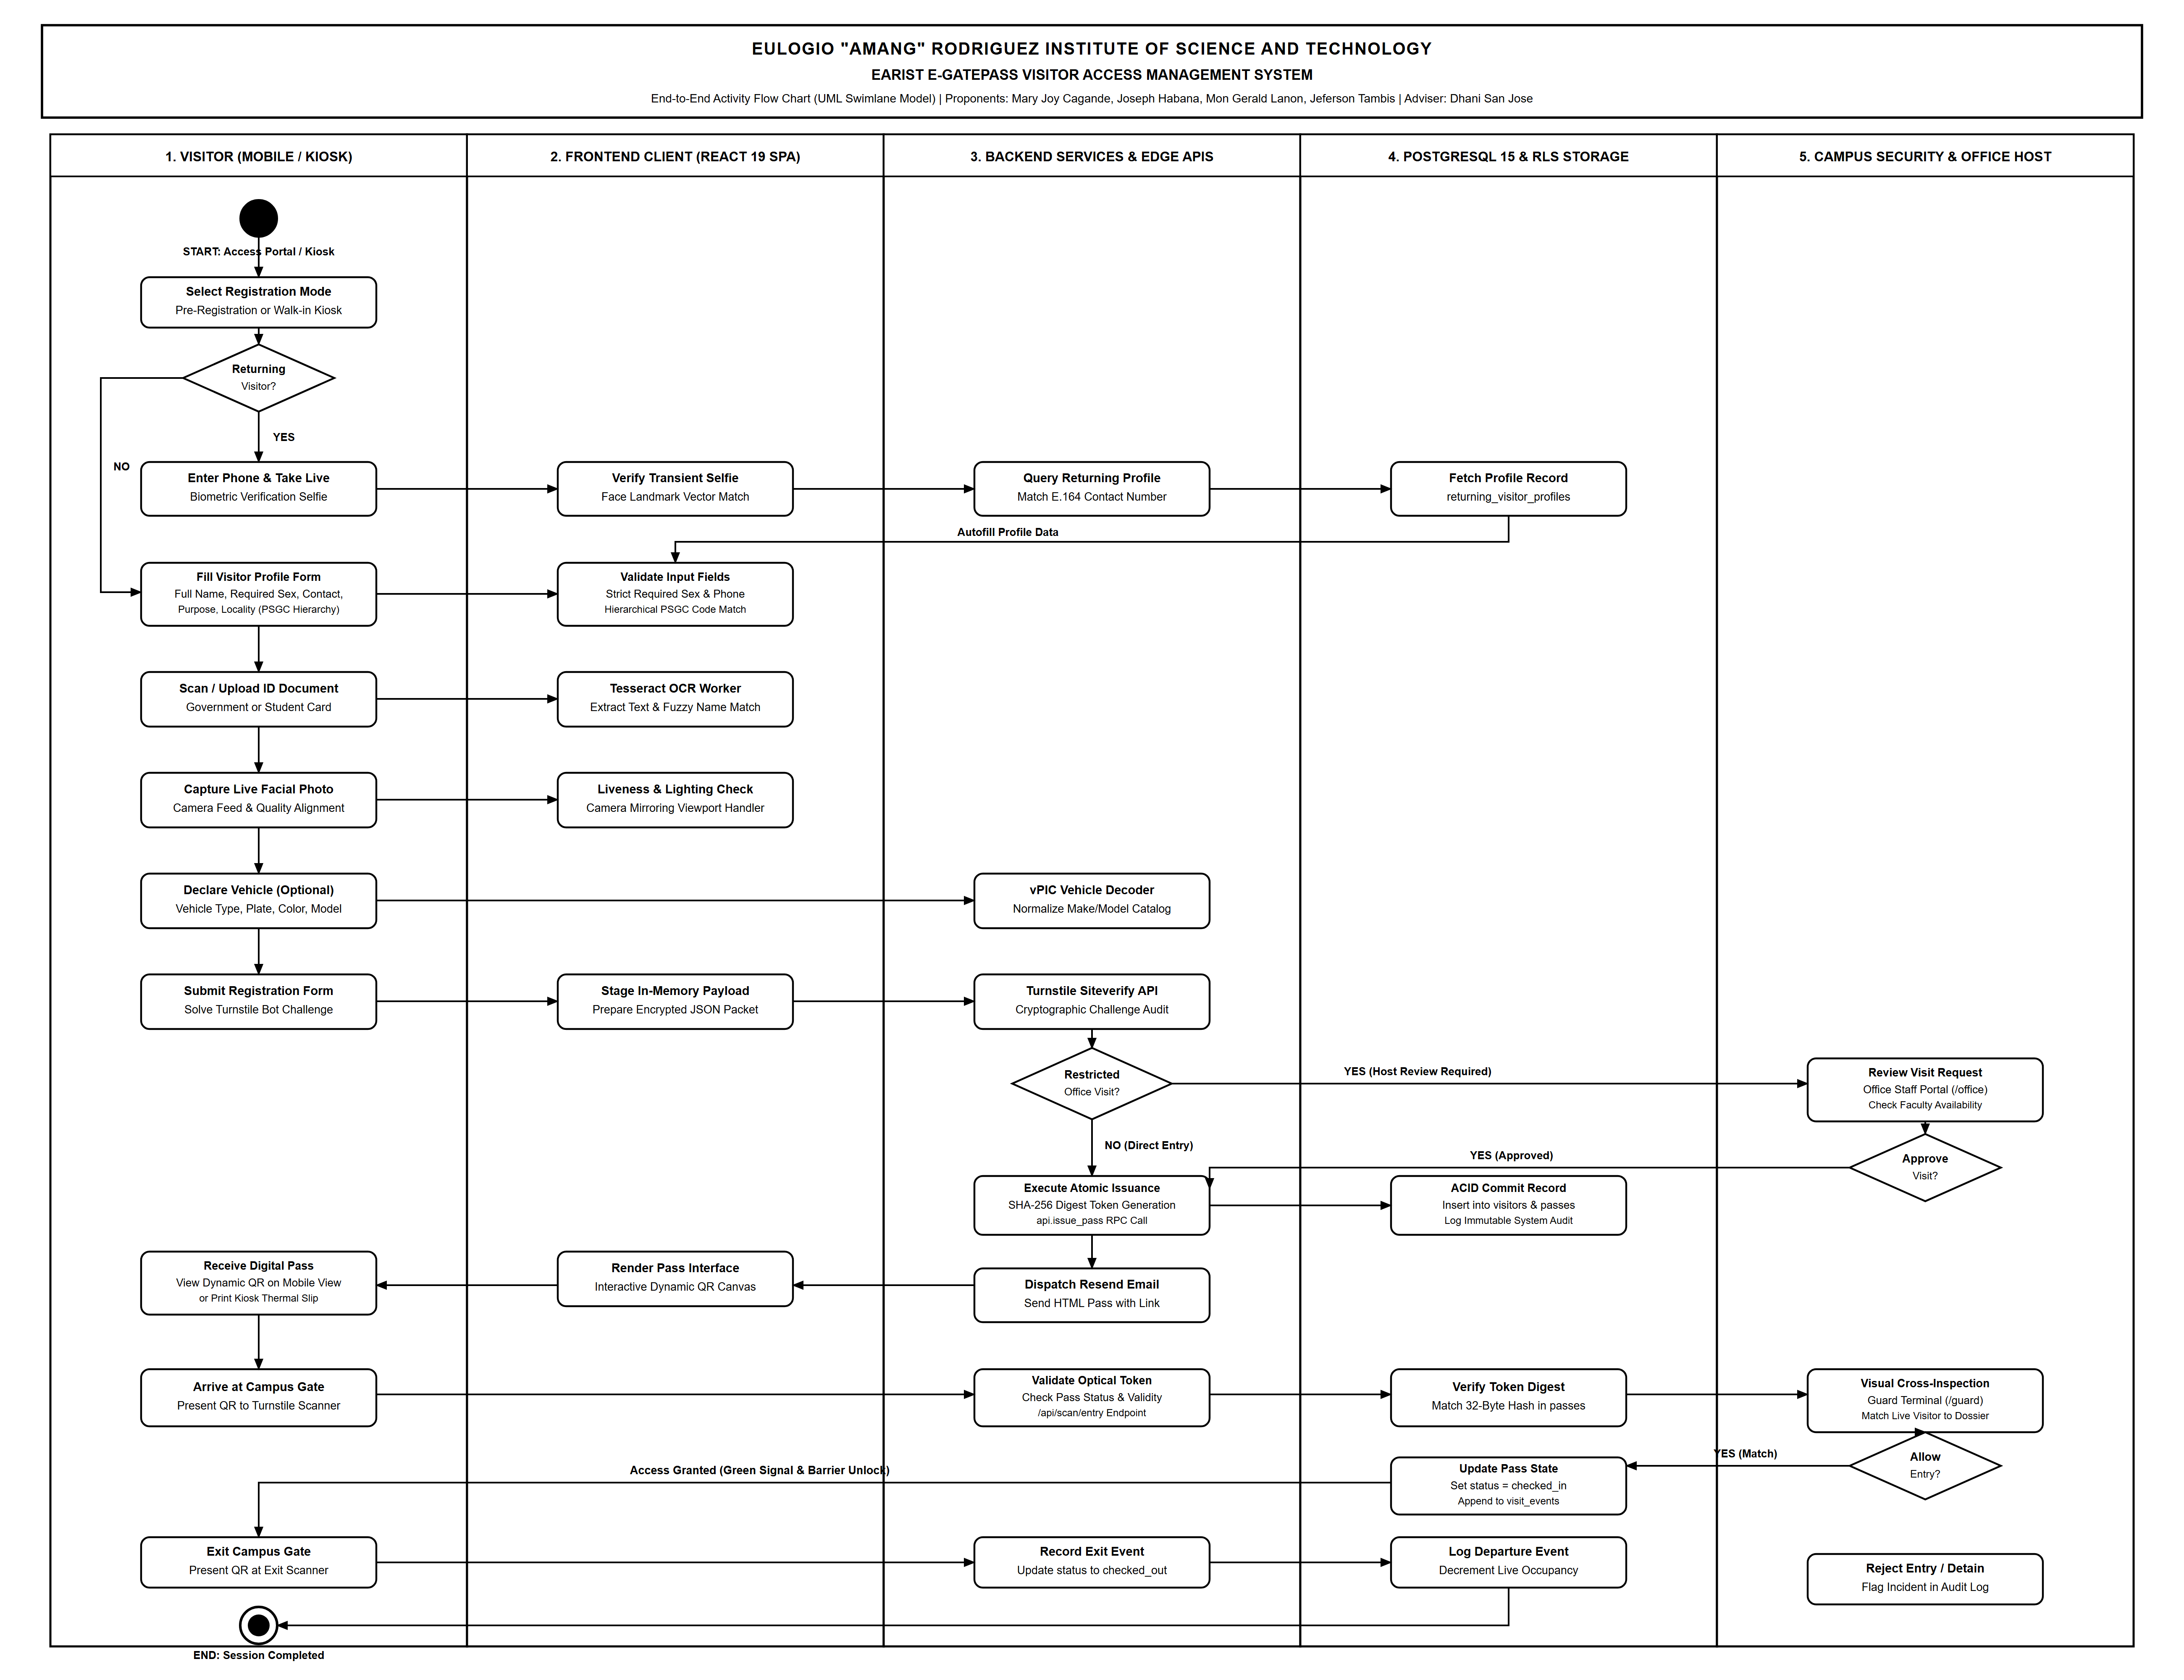 EULOGIO "AMANG" RODRIGUEZ INSTITUTE OF SCIENCE AND TECHNOLOGY
EARIST E-GATEPASS VISITOR ACCESS MANAGEMENT SYSTEM
End-to-End Activity Flow Chart (UML Swimlane Model) | Proponents: Mary Joy Cagande, Joseph Habana, Mon Gerald Lanon, Jeferson Tambis | Adviser: Dhani San Jose
1. VISITOR (MOBILE / KIOSK)
2. FRONTEND CLIENT (REACT 19 SPA)
3. BACKEND SERVICES & EDGE APIS
4. POSTGRESQL 15 & RLS STORAGE
5. CAMPUS SECURITY & OFFICE HOST
START: Access Portal / Kiosk
Select Registration Mode
Pre-Registration or Walk-in Kiosk
Returning
Visitor?
YES
NO
Enter Phone & Take Live
Biometric Verification Selfie
Verify Transient Selfie
Face Landmark Vector Match
Query Returning Profile
Match E.164 Contact Number
Fetch Profile Record
returning_visitor_profiles
Autofill Profile Data
Fill Visitor Profile Form
Full Name, Required Sex, Contact,
Purpose, Locality (PSGC Hierarchy)
Validate Input Fields
Strict Required Sex & Phone
Hierarchical PSGC Code Match
Scan / Upload ID Document
Government or Student Card
Tesseract OCR Worker
Extract Text & Fuzzy Name Match
Capture Live Facial Photo
Camera Feed & Quality Alignment
Liveness & Lighting Check
Camera Mirroring Viewport Handler
Declare Vehicle (Optional)
Vehicle Type, Plate, Color, Model
vPIC Vehicle Decoder
Normalize Make/Model Catalog
Submit Registration Form
Solve Turnstile Bot Challenge
Stage In-Memory Payload
Prepare Encrypted JSON Packet
Turnstile Siteverify API
Cryptographic Challenge Audit
Restricted
Office Visit?
YES (Host Review Required)
Review Visit Request
Office Staff Portal (/office)
Check Faculty Availability
NO (Direct Entry)
YES (Approved)
Approve
Visit?
Execute Atomic Issuance
SHA-256 Digest Token Generation
api.issue_pass RPC Call
ACID Commit Record
Insert into visitors & passes
Log Immutable System Audit
Receive Digital Pass
View Dynamic QR on Mobile View
or Print Kiosk Thermal Slip
Render Pass Interface
Interactive Dynamic QR Canvas
Dispatch Resend Email
Send HTML Pass with Link
Arrive at Campus Gate
Present QR to Turnstile Scanner
Validate Optical Token
Check Pass Status & Validity
/api/scan/entry Endpoint
Verify Token Digest
Match 32-Byte Hash in passes
Visual Cross-Inspection
Guard Terminal (/guard)
Match Live Visitor to Dossier
Access Granted (Green Signal & Barrier Unlock)
Update Pass State
Set status = checked_in
Append to visit_events
YES (Match)
Allow
Entry?
Exit Campus Gate
Present QR at Exit Scanner
Record Exit Event
Update status to checked_out
Log Departure Event
Decrement Live Occupancy
Reject Entry / Detain
Flag Incident in Audit Log
END: Session Completed